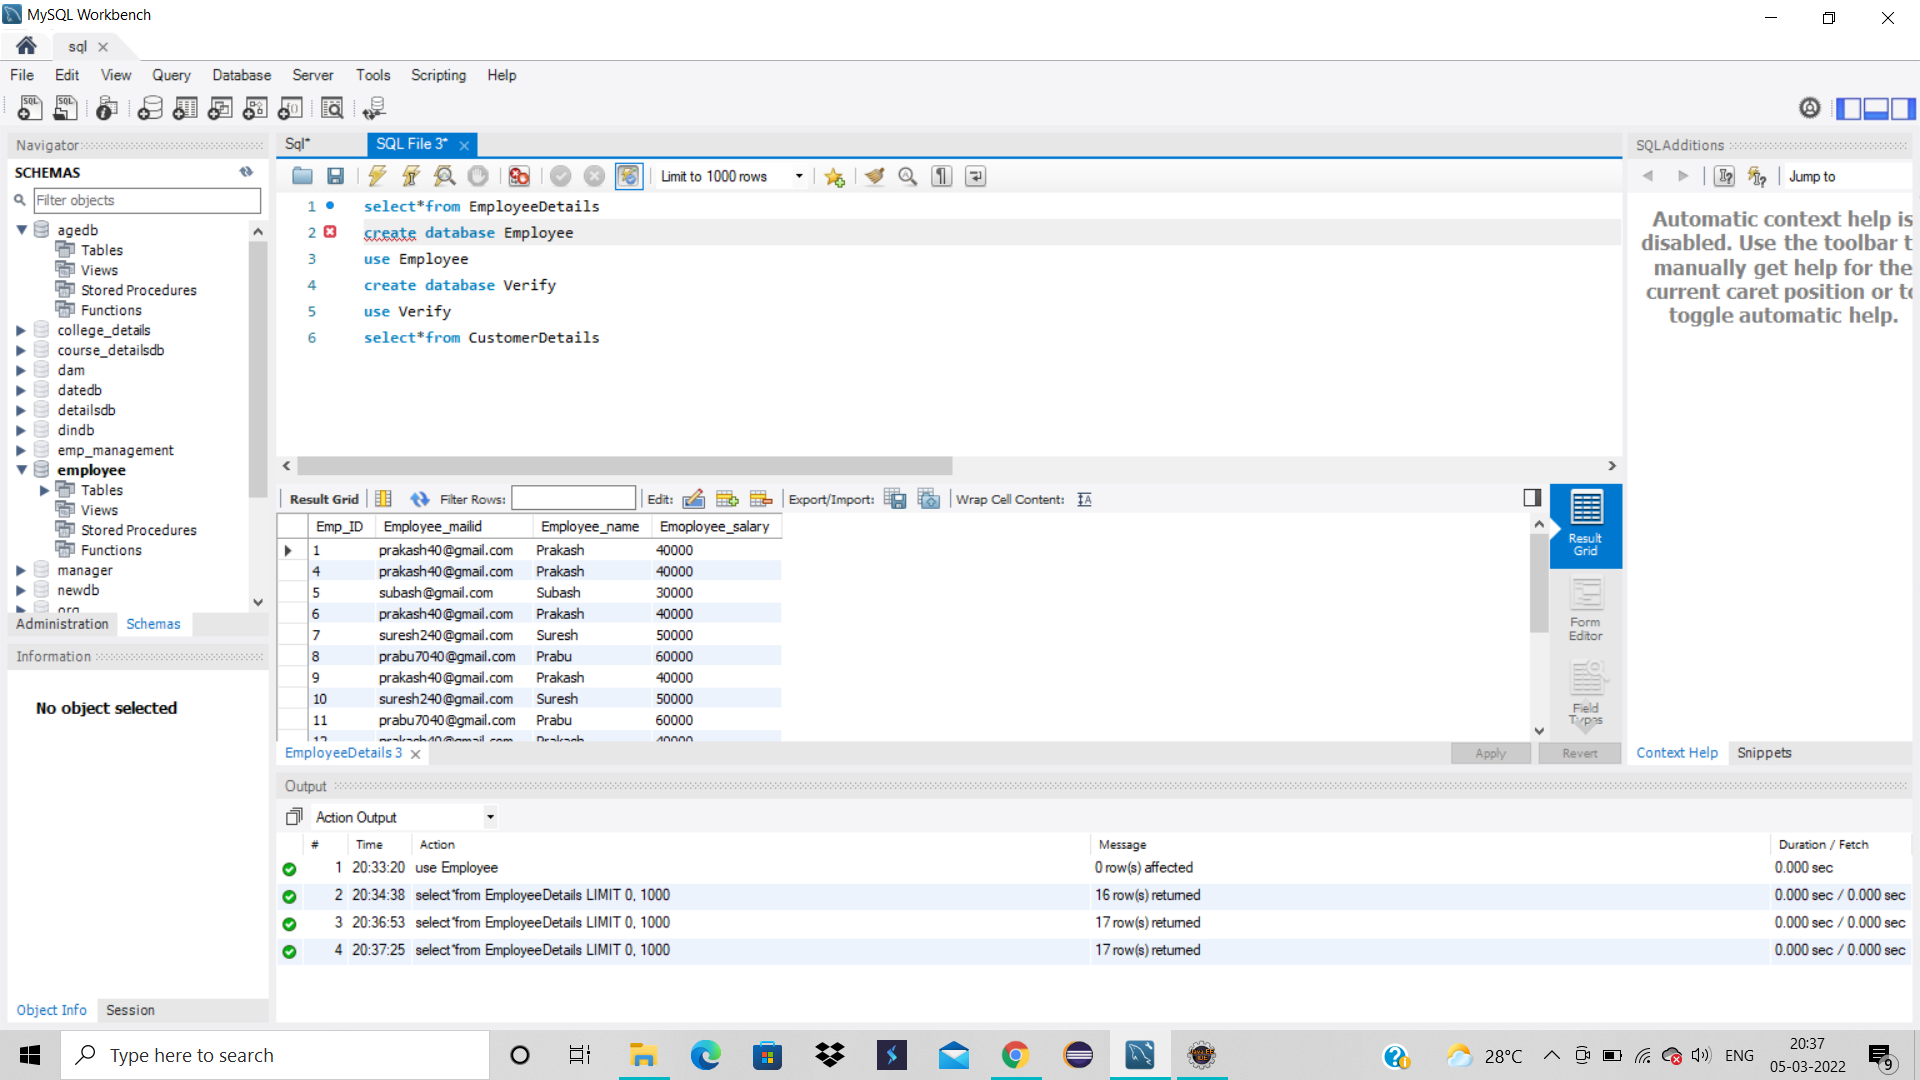 MySQL Workbench
sql
File Edit View Query Database Server Tools Scripting Help
Navigator
SCHEMAS
Filter objects
agedb
Tables
Views
Stored Procedures
Functions
college_details
course_detailsdb
dam
datedb
detailsdb
dindb
emp_management
employee
Tables
Views
Stored Procedures
Functions
manager
newdb
org
Administration Schemas
Information
No object selected
Object Info Session
Sql* SQL File 3*
Limit to 1000 rows
1 select*from EmployeeDetails
2 create database Employee
3 use Employee
4 create database Verify
5 use Verify
6 select*from CustomerDetails
Result Grid Filter Rows: Edit: Export/Import: Wrap Cell Content:
Emp_ID Employee_mailid Employee_name Emoployee_salary
1 prakash40@gmail.com Prakash 40000
4 prakash40@gmail.com Prakash 40000
5 subash@gmail.com Subash 30000
6 prakash40@gmail.com Prakash 40000
7 suresh240@gmail.com Suresh 50000
8 prabu7040@gmail.com Prabu 60000
9 prakash40@gmail.com Prakash 40000
10 suresh240@gmail.com Suresh 50000
11 prabu7040@gmail.com Prabu 60000
12 prakash40@gmail.com Prakash 40000
Result
Grid
Form
Editor
Field
Types
EmployeeDetails 3
Apply Revert
SQLAdditions
Jump to
Automatic context help is
disabled. Use the toolbar t
manually get help for the
current caret position or to
toggle automatic help.
Context Help Snippets
Output
Action Output
# Time Action Message Duration / Fetch
1 20:33:20 use Employee 0 row(s) affected 0.000 sec
2 20:34:38 select*from EmployeeDetails LIMIT 0, 1000 16 row(s) returned 0.000 sec / 0.000 sec
3 20:36:53 select*from EmployeeDetails LIMIT 0, 1000 17 row(s) returned 0.000 sec / 0.000 sec
4 20:37:25 select*from EmployeeDetails LIMIT 0, 1000 17 row(s) returned 0.000 sec / 0.000 sec
Type here to search
28°C
ENG
20:37
05-03-2022
9